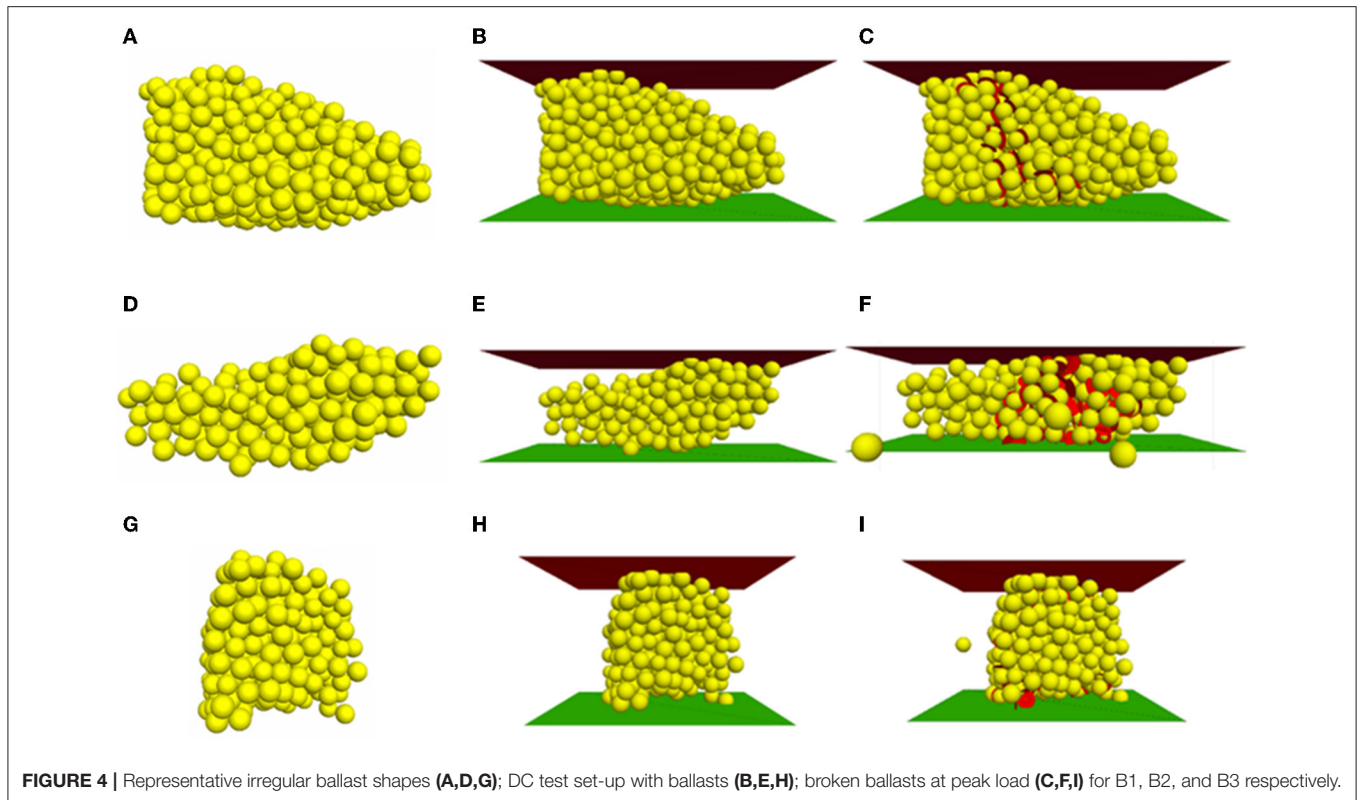 A
B
C
D
E
F
G
H
I
FIGURE 4 | Representative irregular ballast shapes (A,D,G); DC test set-up with ballasts (B,E,H); broken ballasts at peak load (C,F,I) for B1, B2, and B3 respectively.